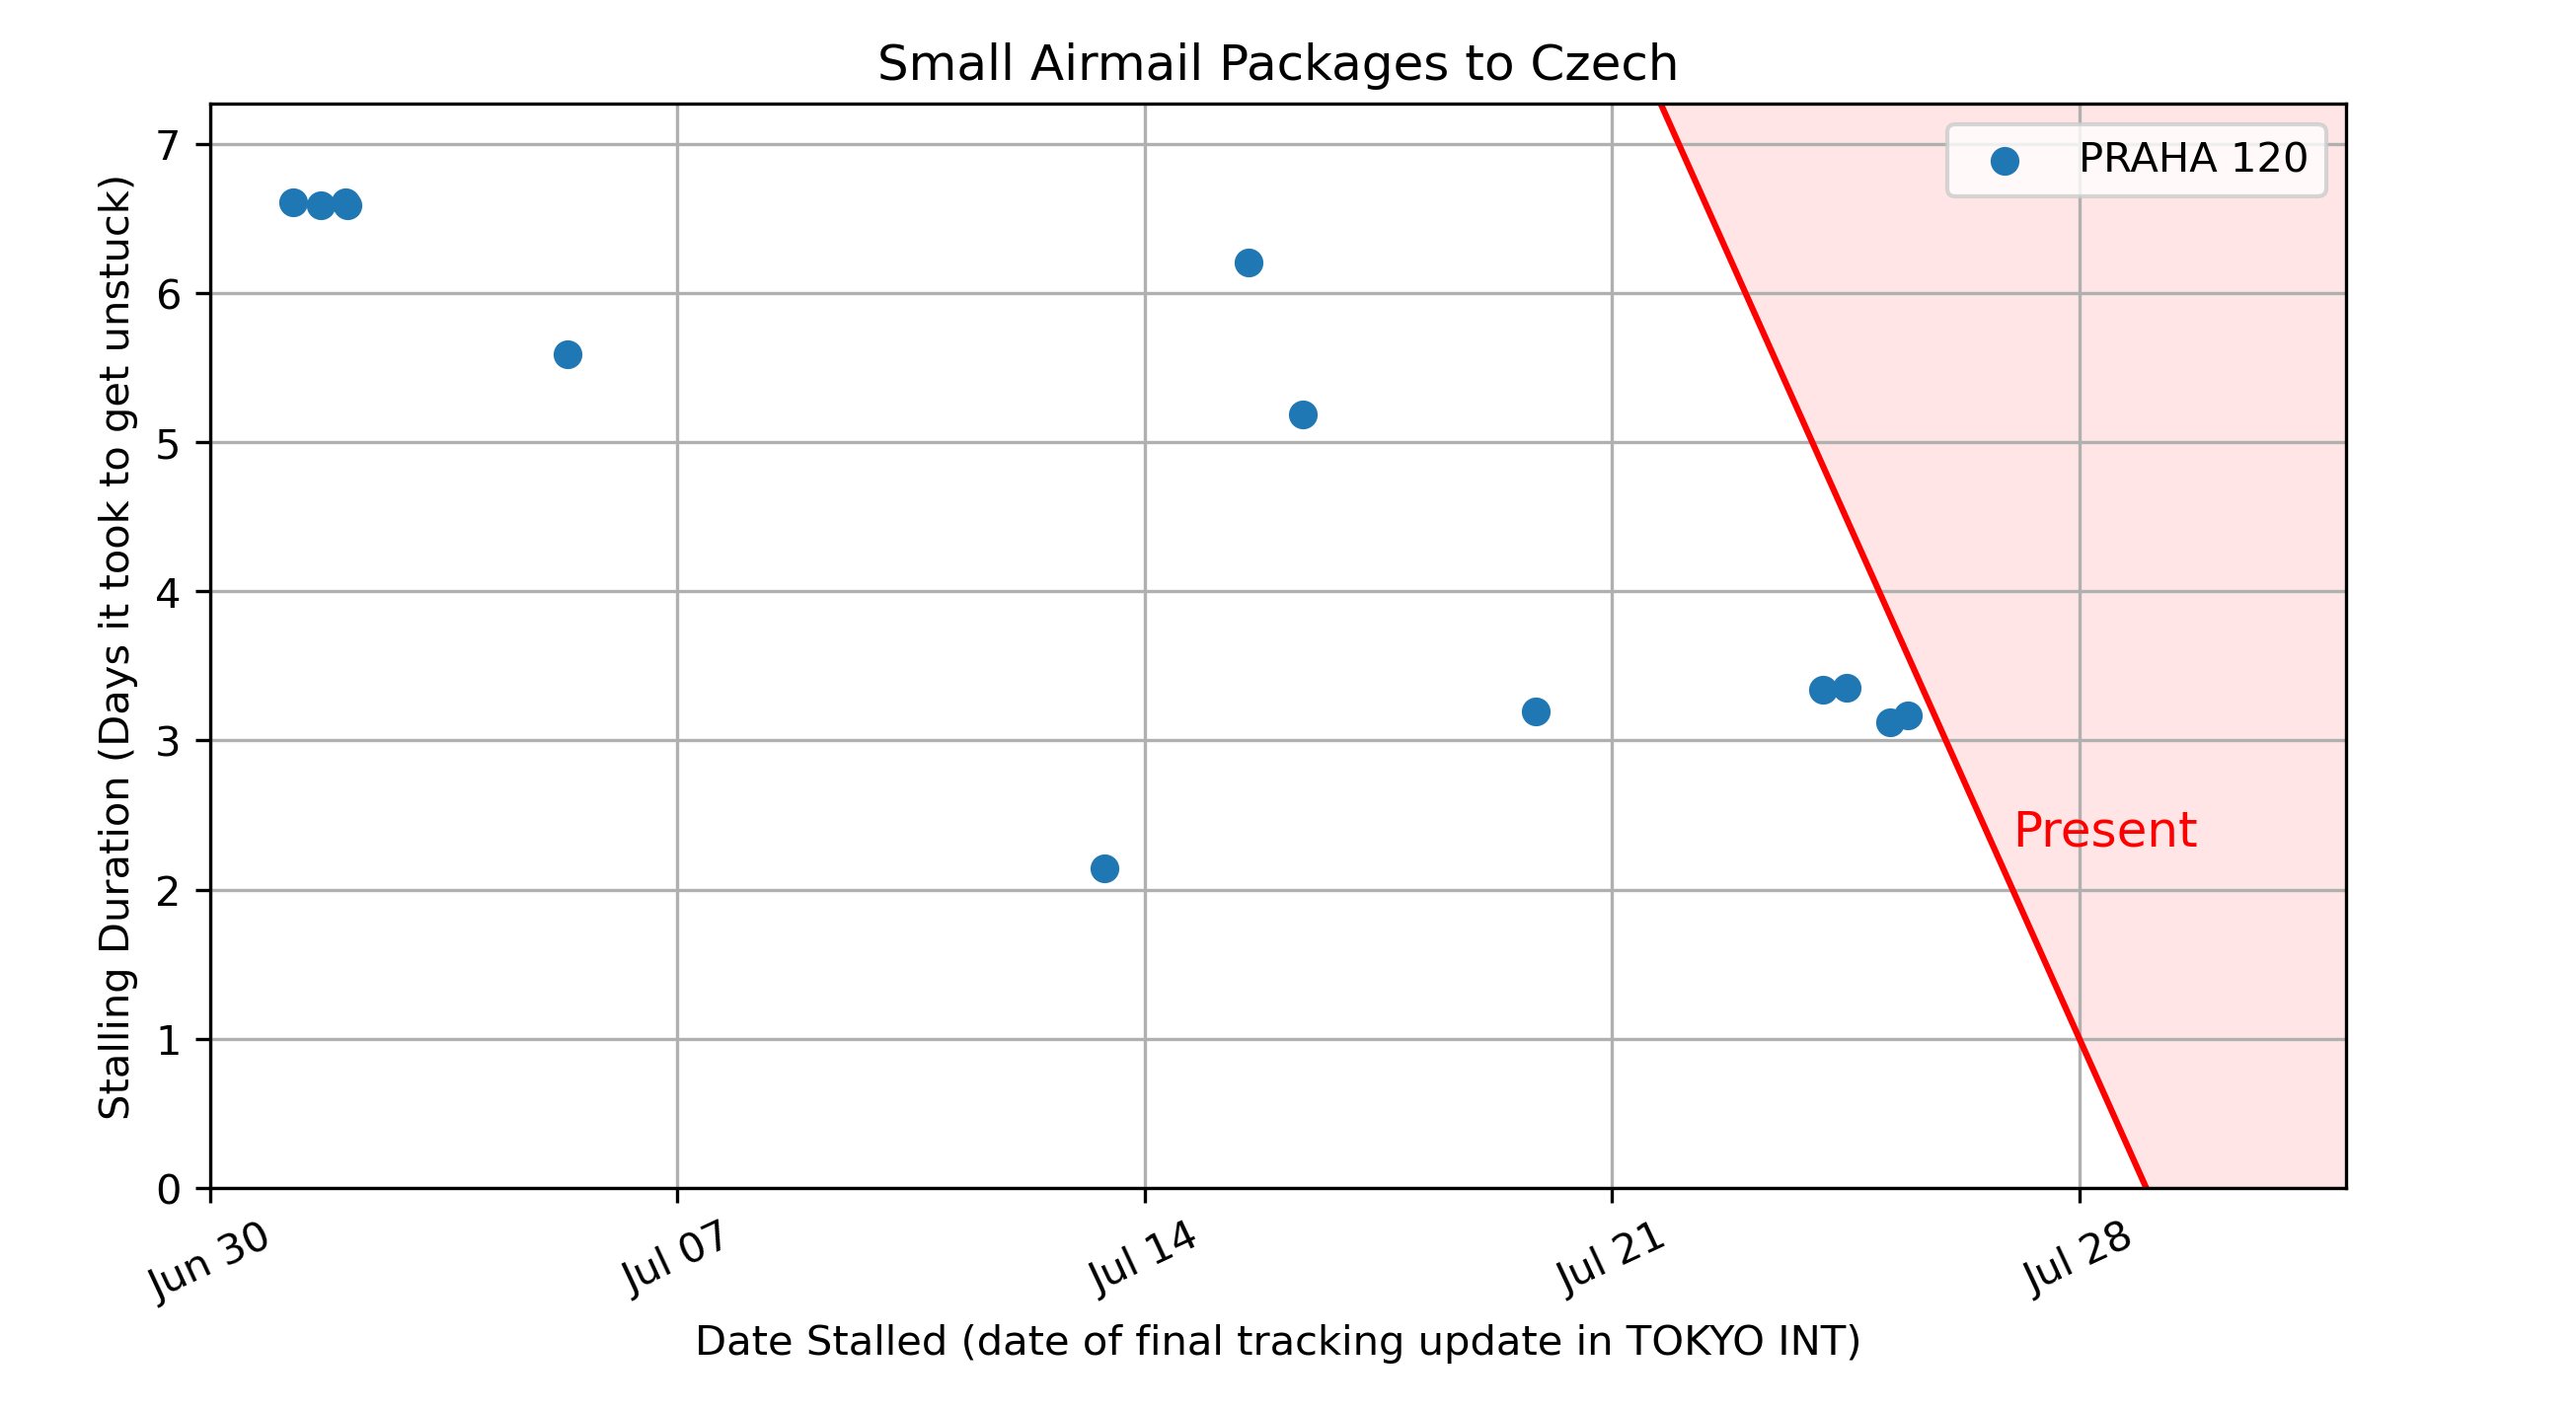 Small Airmail Packages to Czech
PRAHA 120
Present
Stalling Duration (Days it took to get unstuck)
7
6
5
4
3
2
1
0
Jun 30
Jul 07
Jul 14
Jul 21
Jul 28
Date Stalled (date of final tracking update in TOKYO INT)